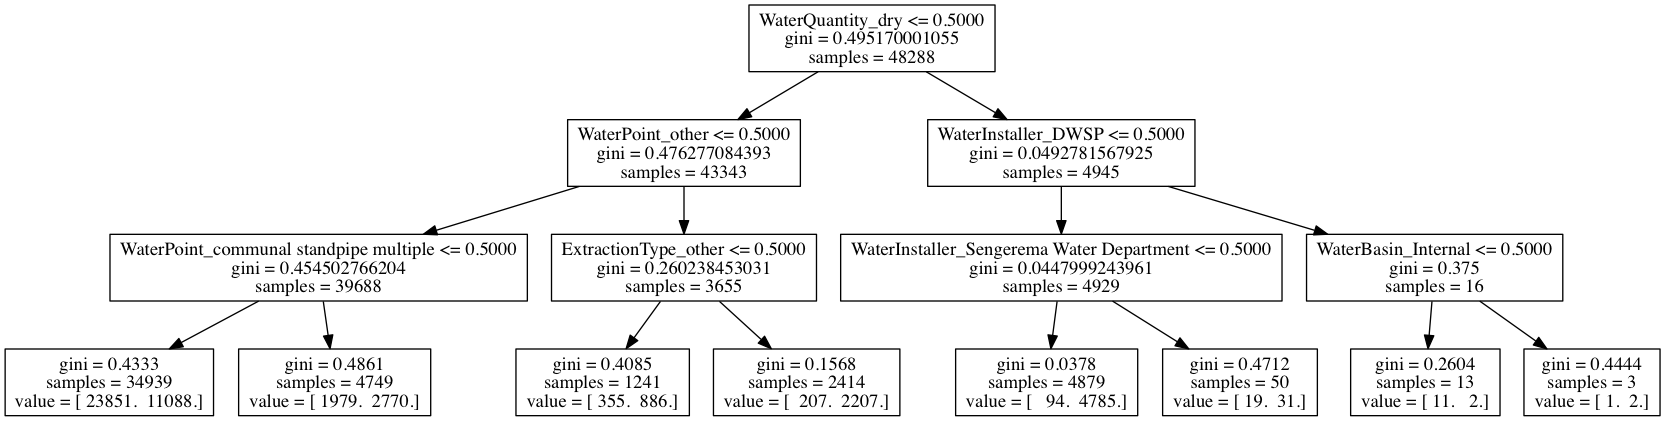 WaterQuantity_dry <= 0.5000
gini = 0.495170001055
samples = 48288
WaterPoint_other <= 0.5000
gini = 0.476277084393
samples = 43343
WaterInstaller_DWSP <= 0.5000
gini = 0.0492781567925
samples = 4945
WaterPoint_communal standpipe multiple <= 0.5000
gini = 0.454502766204
samples = 39688
ExtractionType_other <= 0.5000
gini = 0.260238453031
samples = 3655
WaterInstaller_Sengerema Water Department <= 0.5000
gini = 0.0447999243961
samples = 4929
WaterBasin_Internal <= 0.5000
gini = 0.375
samples = 16
gini = 0.4333
samples = 34939
value = [ 23851.  11088.]
gini = 0.4861
samples = 4749
value = [ 1979.  2770.]
gini = 0.4085
samples = 1241
value = [ 355.  886.]
gini = 0.1568
samples = 2414
value = [  207.  2207.]
gini = 0.0378
samples = 4879
value = [   94.  4785.]
gini = 0.4712
samples = 50
value = [ 19.  31.]
gini = 0.2604
samples = 13
value = [ 11.   2.]
gini = 0.4444
samples = 3
value = [ 1.  2.]